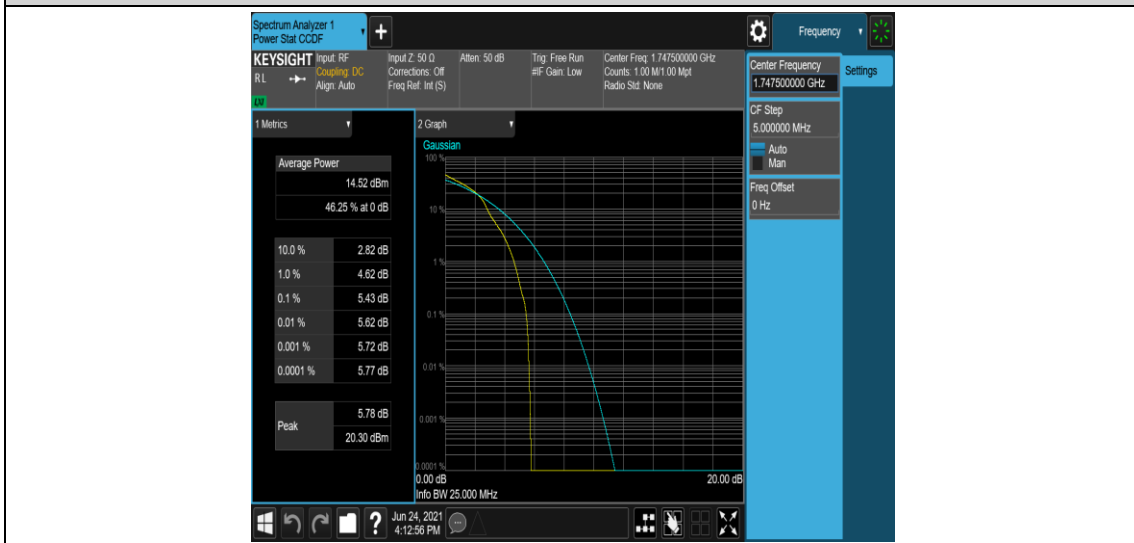 Spectrum Analyzer 1
Power Stat CCDF
+
Frequency
KEYSIGHT
RL
LXI
Input: RF
Coupling: DC
Align: Auto
Input Z: 50 Ω
Corrections: Off
Freq Ref: Int (S)
Atten: 50 dB
Trig: Free Run
#IF Gain: Low
Center Freq: 1.747500000 GHz
Counts: 1.00 M/1.00 Mpt
Radio Std: None
1 Metrics
Average Power
14.52 dBm
46.25 % at 0 dB
10.0 % 2.82 dB
1.0 % 4.62 dB
0.1 % 5.43 dB
0.01 % 5.62 dB
0.001 % 5.72 dB
0.0001 % 5.77 dB
Peak
5.78 dB
20.30 dBm
2 Graph
Gaussian
100 %
10 %
1 %
0.1 %
0.01 %
0.001 %
0.0001 %
0.00 dB 20.00 dB
Info BW 25.000 MHz
Center Frequency
1.747500000 GHz
CF Step
5.000000 MHz
Auto
Man
Freq Offset
0 Hz
Settings
?
Jun 24, 2021
4:12:56 PM